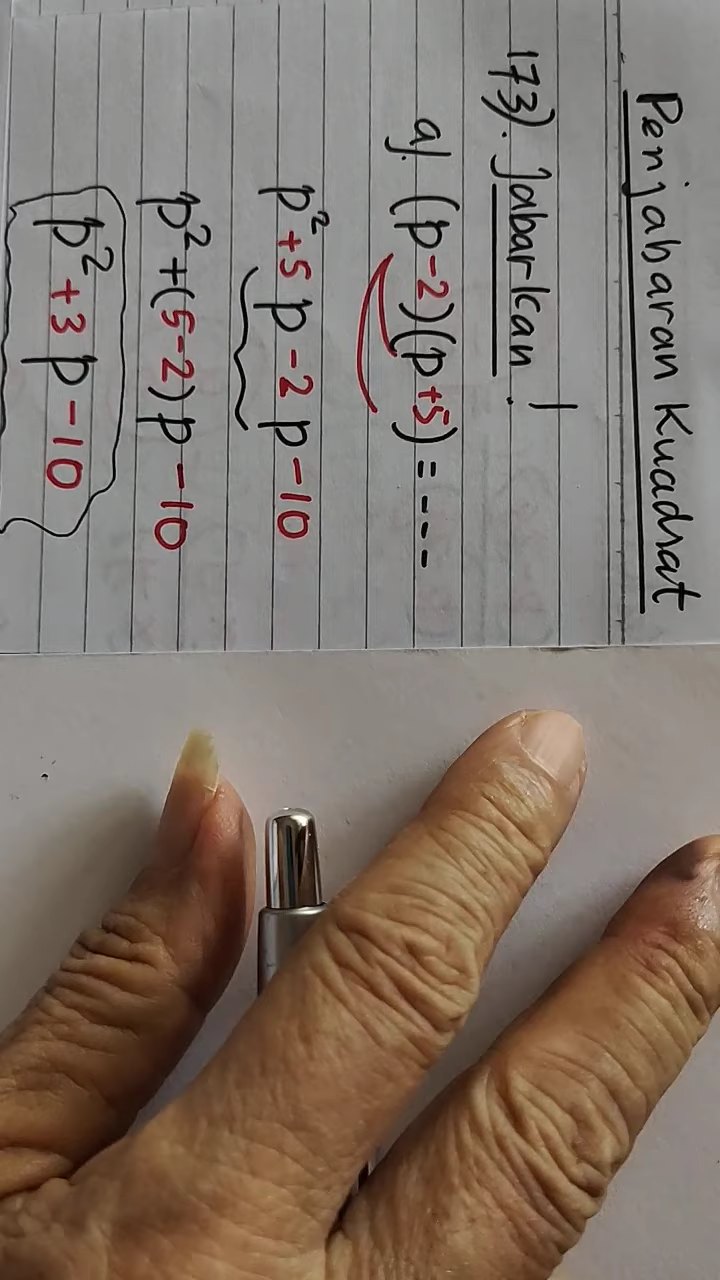 Penjabaran Kuadrat
173). Jabarkan!
a). (p-2)(p+5) = ---
p²+5p-2p-10
p²+(5-2)p-10
p²+3p-10